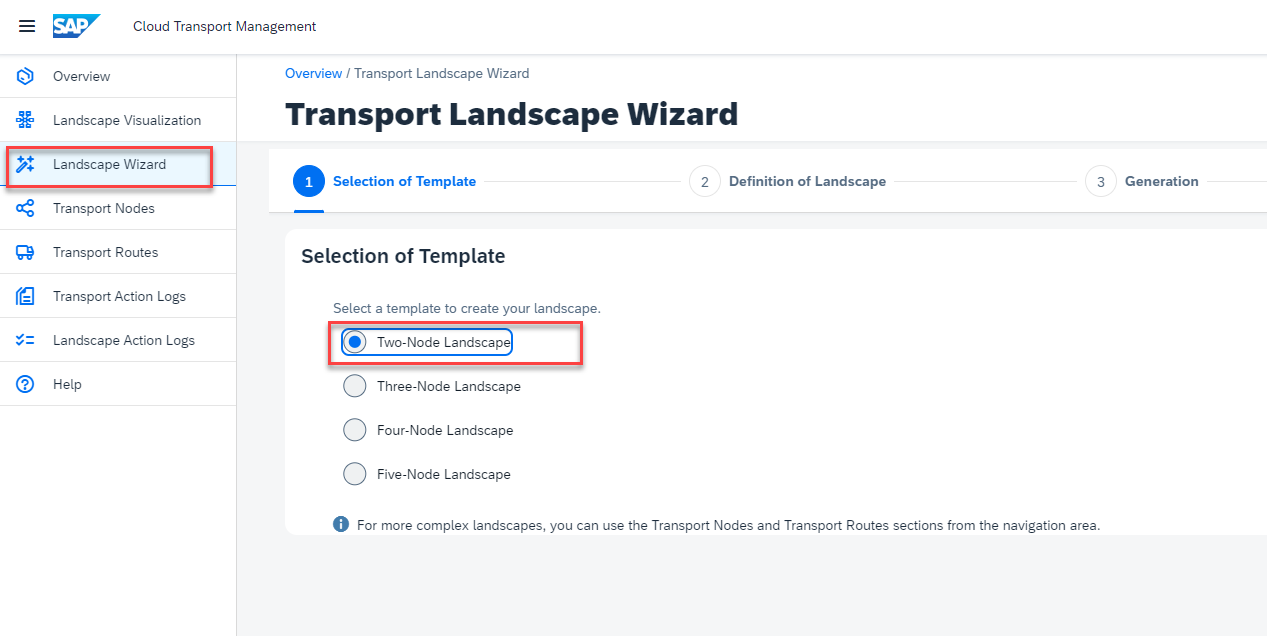 SAP Cloud Transport Management
Overview
Landscape Visualization
Landscape Wizard
Transport Nodes
Transport Routes
Transport Action Logs
Landscape Action Logs
Help
Overview / Transport Landscape Wizard
Transport Landscape Wizard
1 Selection of Template 2 Definition of Landscape 3 Generation
Selection of Template
Select a template to create your landscape.
Two-Node Landscape
Three-Node Landscape
Four-Node Landscape
Five-Node Landscape
For more complex landscapes, you can use the Transport Nodes and Transport Routes sections from the navigation area.